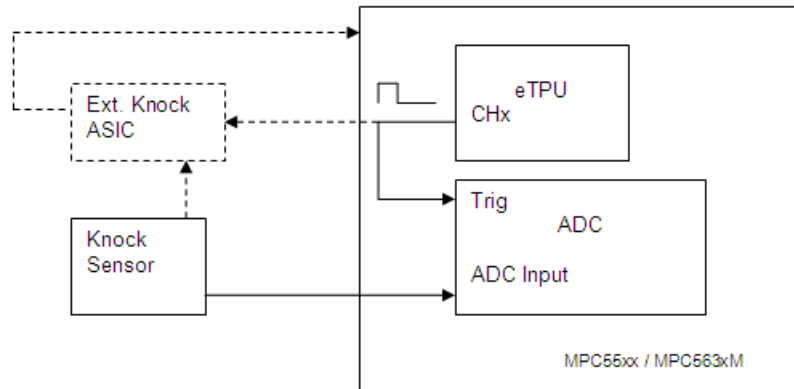 eTPU
CHx
Ext. Knock
ASIC
Trig
ADC
Knock
Sensor
ADC Input
MPC55xx / MPC563xM